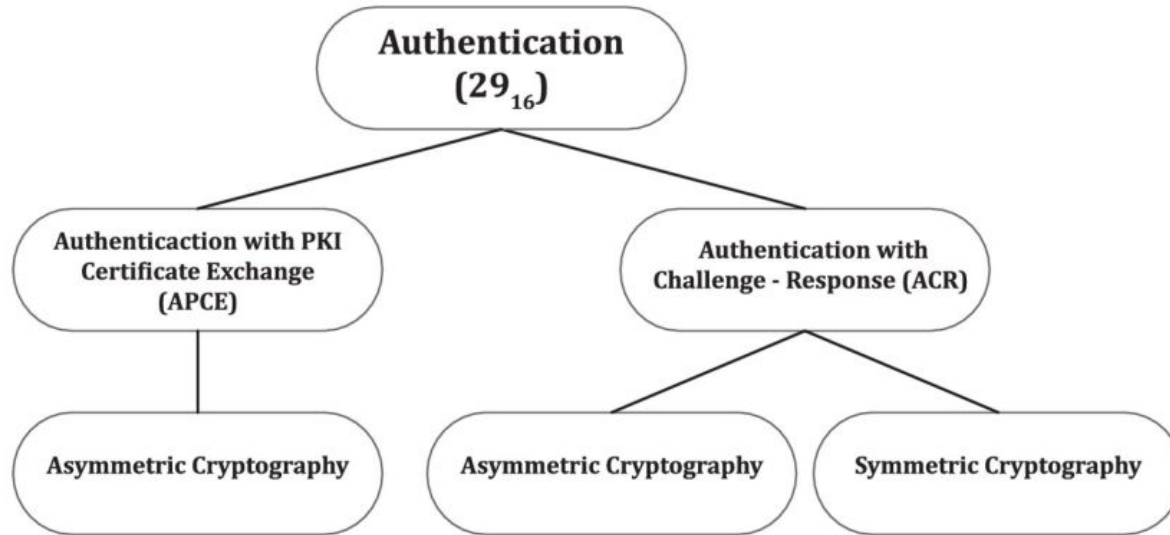 Authentication
(29₁₆)
Authenticaction with PKI
Certificate Exchange
(APCE)
Authentication with
Challenge - Response (ACR)
Asymmetric Cryptography
Asymmetric Cryptography
Symmetric Cryptography